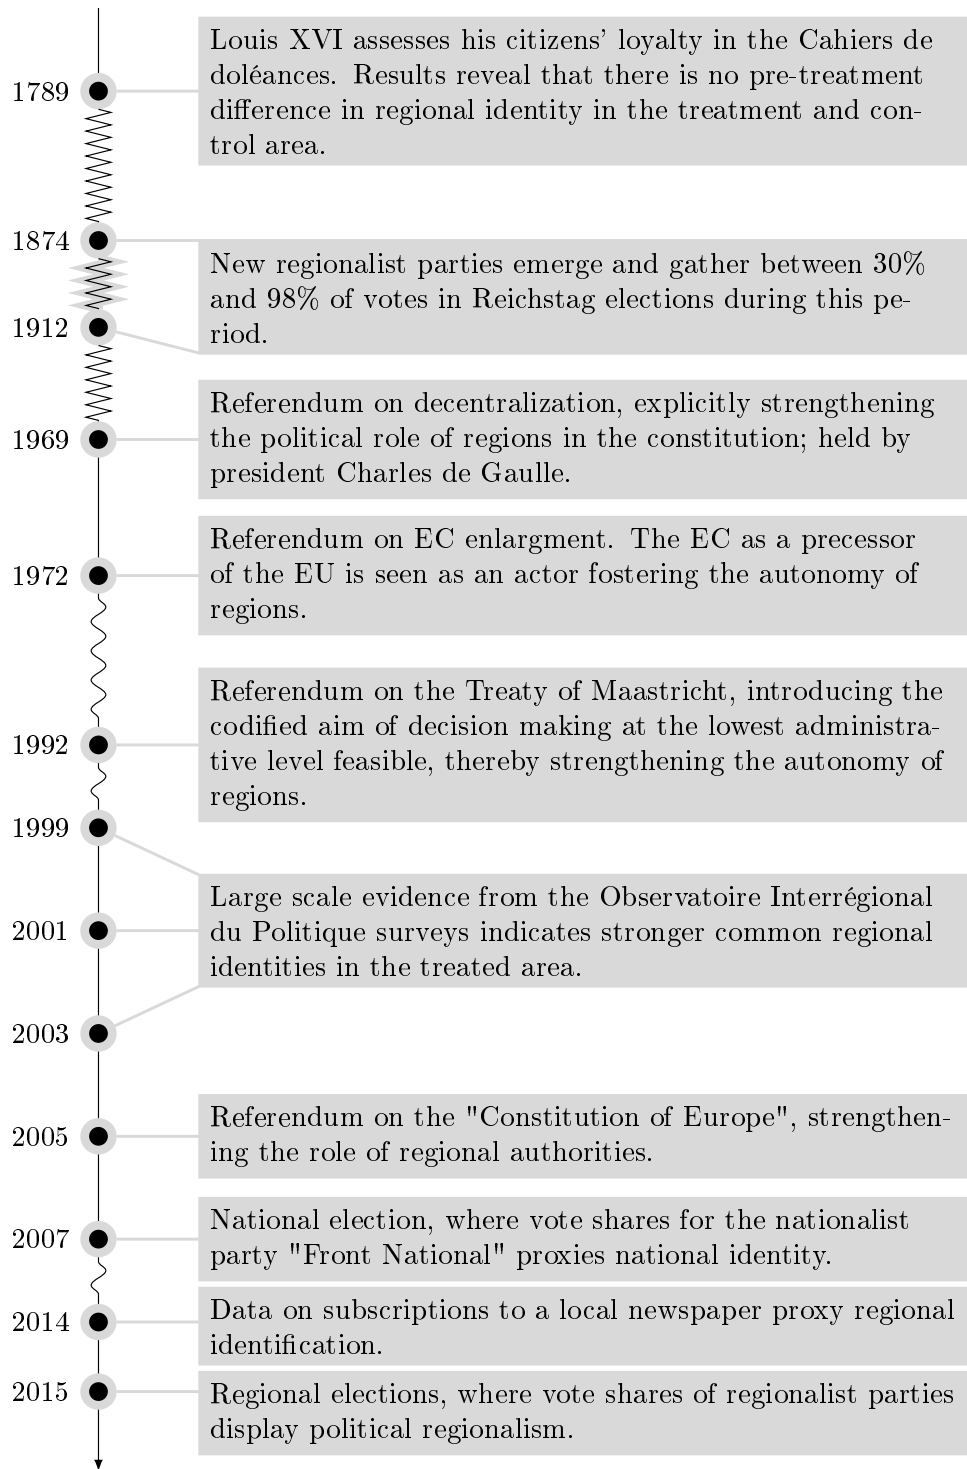 Louis XVI assesses his citizens' loyalty in the Cahiers de
doléances. Results reveal that there is no pre-treatment
1789
difference in regional identity in the treatment and con-
trol area.
1874
New regionalist parties emerge and gather between 30%
and 98% of votes in Reichstag elections during this pe-
1912
riod.
Referendum on decentralization, explicitly strengthening
1969
the political role of regions in the constitution; held by
president Charles de Gaulle.
Referendum on EC enlargment. The EC as a precessor
1972
of the EU is seen as an actor fostering the autonomy of
regions.
Referendum on the Treaty of Maastricht, introducing the
codified aim of decision making at the lowest administra-
1992
tive level feasible, thereby strengthening the autonomy of
regions.
1999
Large scale evidence from the Observatoire Interrégional
2001
du Politique surveys indicates stronger common regional
identities in the treated area.
2003
Referendum on the "Constitution of Europe", strengthen-
2005
ing the role of regional authorities.
National election, where vote shares for the nationalist
2007
party "Front National" proxies national identity.
Data on subscriptions to a local newspaper proxy regional
2014
identification.
2015
Regional elections, where vote shares of regionalist parties
display political regionalism.